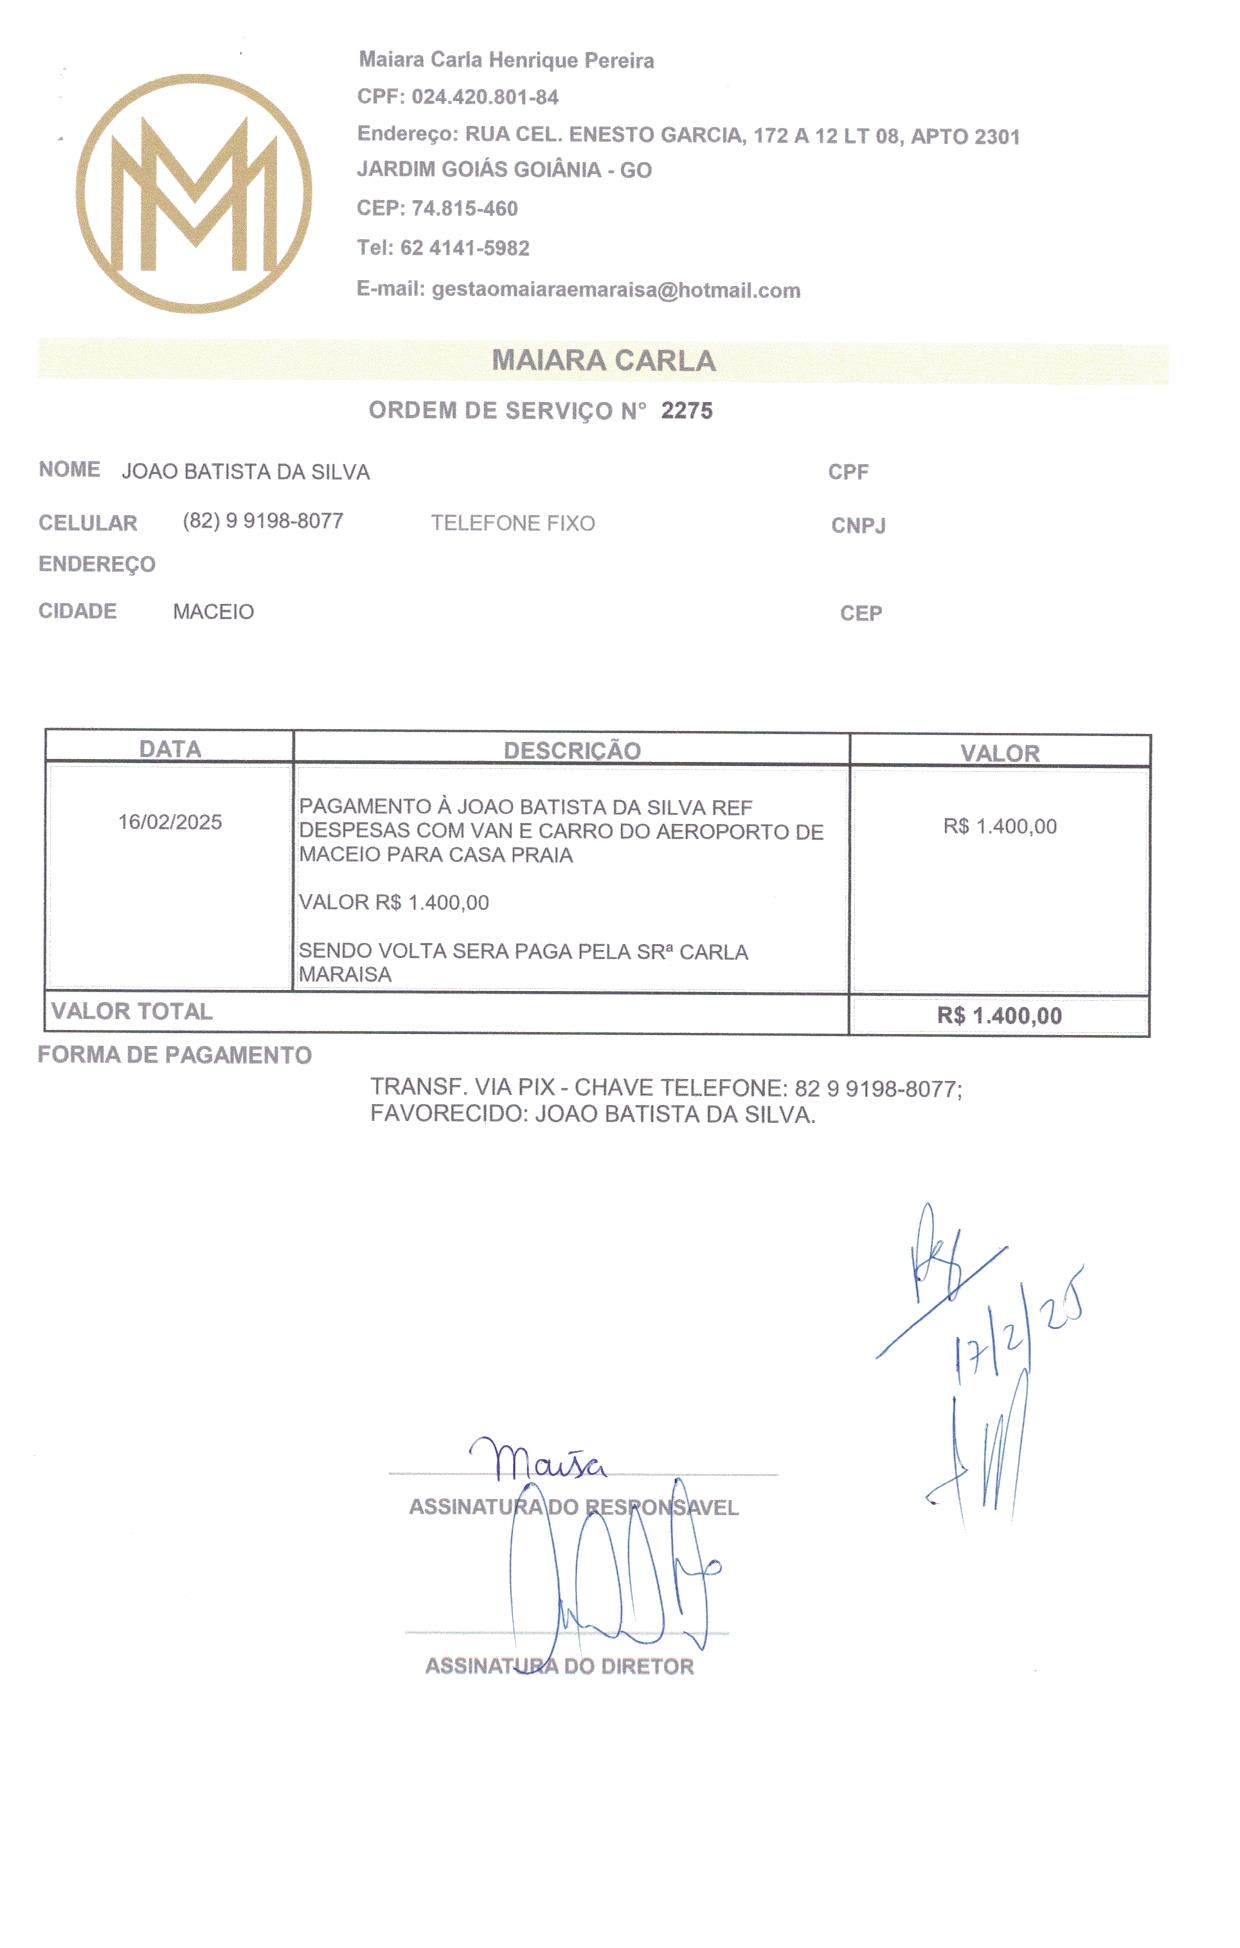 Maiara Carla Henrique Pereira
CPF: 024.420.801-84
Endereço: RUA CEL. ENESTO GARCIA, 172 A 12 LT 08, APTO 2301
JARDIM GOIÁS GOIÂNIA - GO
CEP: 74.815-460
Tel: 62 4141-5982
E-mail: gestaomaiaraemaraisa@hotmail.com
MAIARA CARLA
ORDEM DE SERVIÇO N° 2275
NOME JOAO BATISTA DA SILVA CPF
CELULAR (82) 9 9198-8077 TELEFONE FIXO CNPJ
ENDEREÇO
CIDADE MACEIO CEP
DATA DESCRIÇÃO VALOR
16/02/2025
PAGAMENTO À JOAO BATISTA DA SILVA REF
DESPESAS COM VAN E CARRO DO AEROPORTO DE
MACEIO PARA CASA PRAIA
VALOR R$ 1.400,00
SENDO VOLTA SERA PAGA PELA SRª CARLA
MARAISA
R$ 1.400,00
VALOR TOTAL R$ 1.400,00
FORMA DE PAGAMENTO
TRANSF. VIA PIX - CHAVE TELEFONE: 82 9 9198-8077;
FAVORECIDO: JOAO BATISTA DA SILVA.
17/2/25
Maisa
ASSINATURA DO RESPONSAVEL
ASSINATURA DO DIRETOR